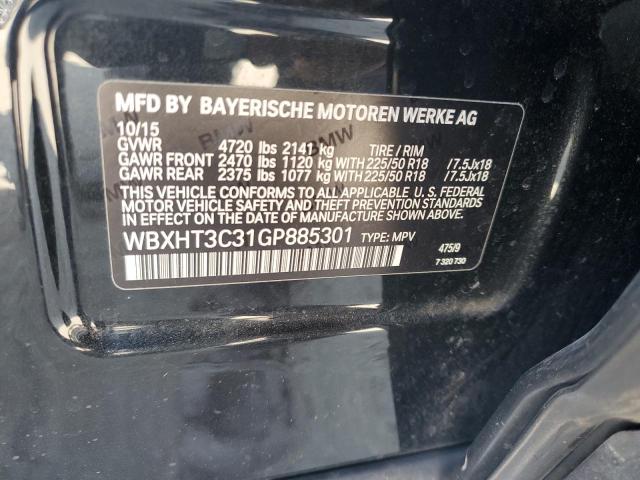 MFD BY BAYERISCHE MOTOREN WERKE AG
10/15
GVWR 4720 lbs 2141 kg TIRE / RIM
GAWR FRONT 2470 lbs 1120 kg WITH 225/50 R18 /7.5Jx18
GAWR REAR 2375 lbs 1077 kg WITH 225/50 R18 /7.5Jx18
THIS VEHICLE CONFORMS TO ALL APPLICABLE U. S. FEDERAL
MOTOR VEHICLE SAFETY AND THEFT PREVENTION STANDARDS
IN EFFECT ON THE DATE OF MANUFACTURE SHOWN ABOVE.
WBXHT3C31GP885301 TYPE: MPV 475/9
7 320 730